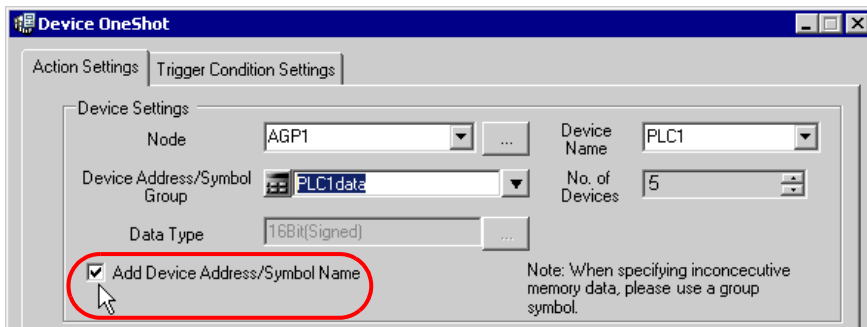 Device OneShot
Action Settings
Trigger Condition Settings
Device Settings
Node
AGP1
...
Device
Name
PLC1
Device Address/Symbol
Group
PLC1data
No. of
Devices
5
Data Type
16Bit(Signed)
...
Add Device Address/Symbol Name
Note: When specifying inconcecutive
memory data, please use a group
symbol.